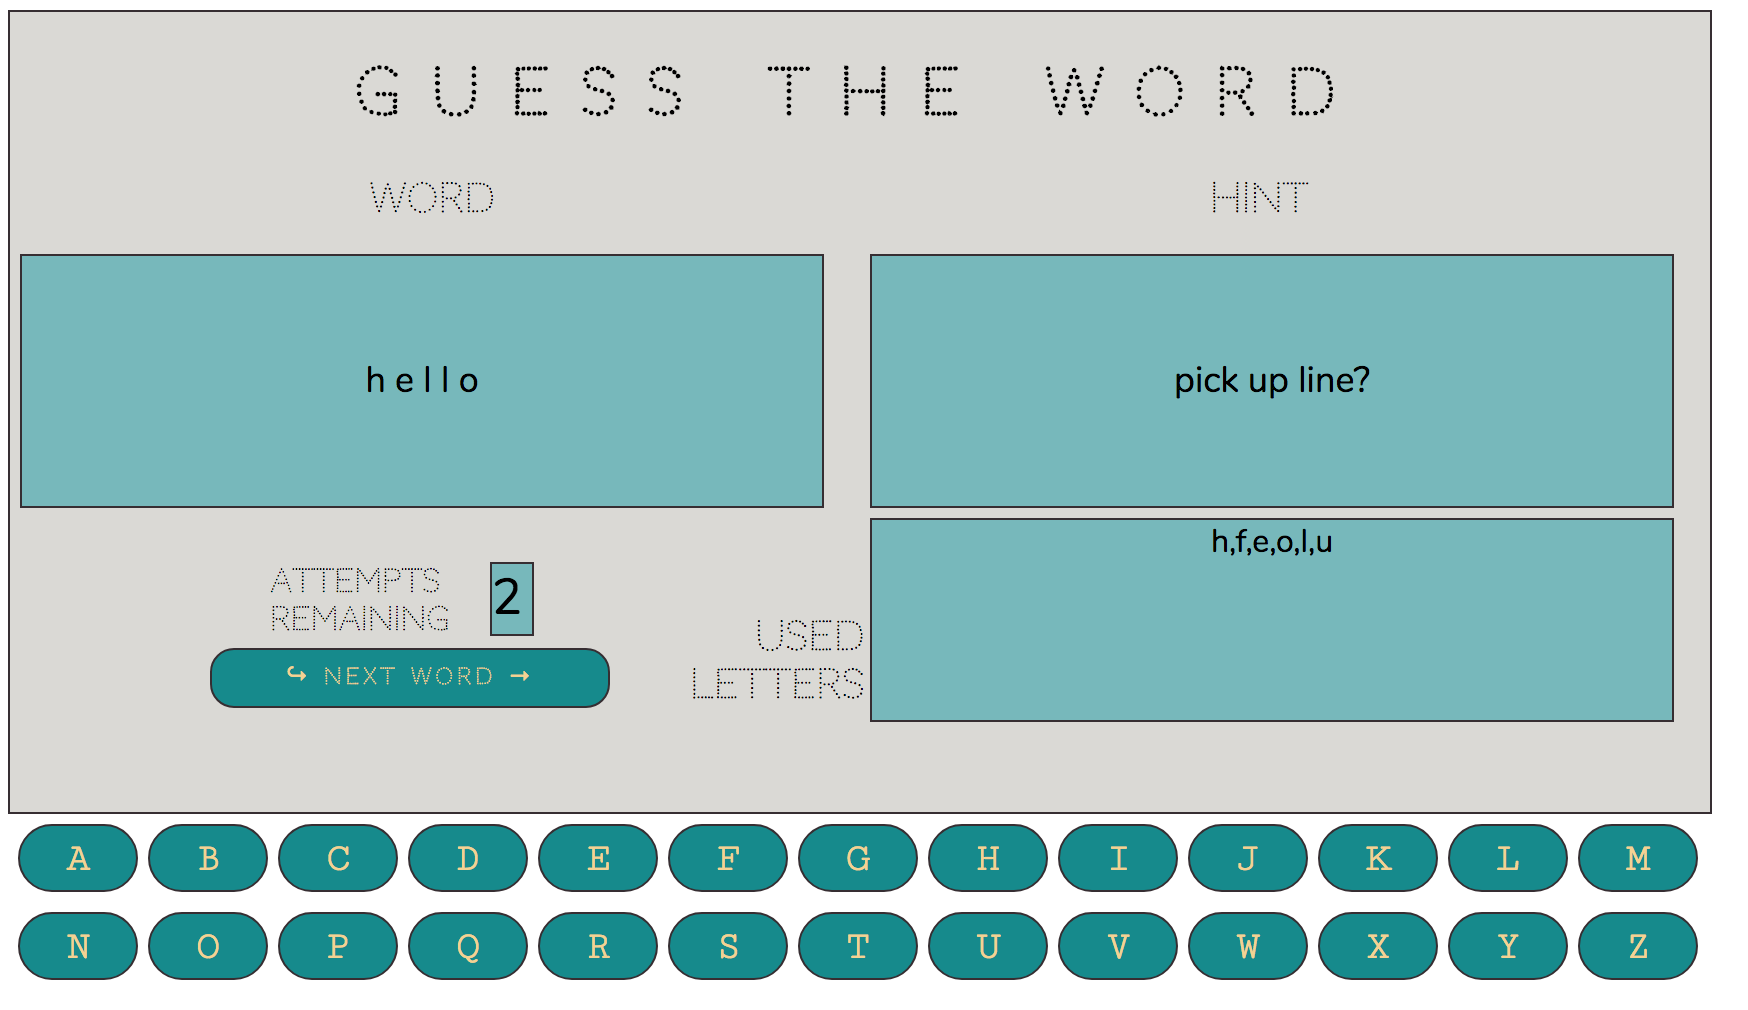 GUESS THE WORD
WORD
HINT
h e l l o
pick up line?
ATTEMPTS
REMAINING
2
↪ NEXT WORD →
USED
LETTERS
h,f,e,o,l,u
A B C D E F G H I J K L M
N O P Q R S T U V W X Y Z